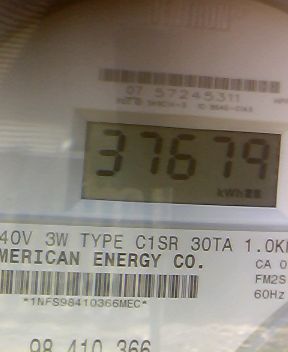 07 57245311
37679
kWh
40V 3W TYPE C1SR 30TA 1.0K
MERICAN ENERGY CO.
CA 0
FM2S
60Hz
*1NFS98410366MEC*
98 410 366